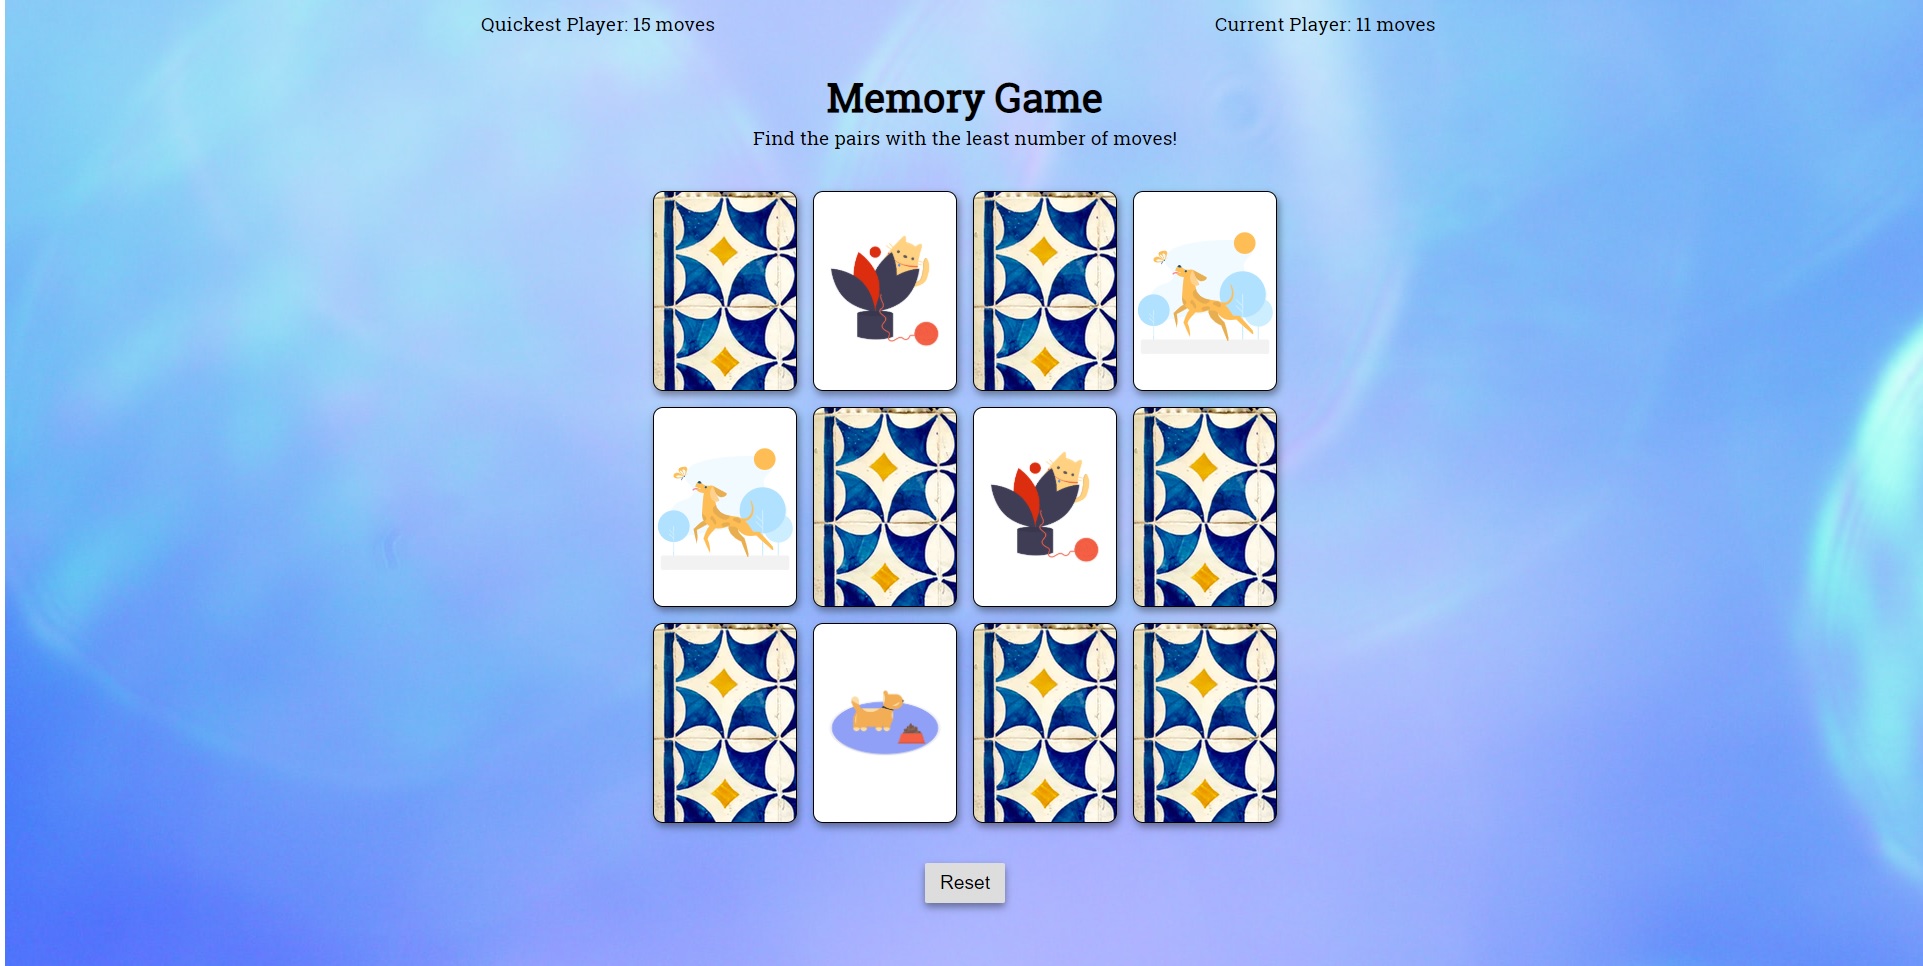 Quickest Player: 15 moves
Current Player: 11 moves
Memory Game
Find the pairs with the least number of moves!
Reset